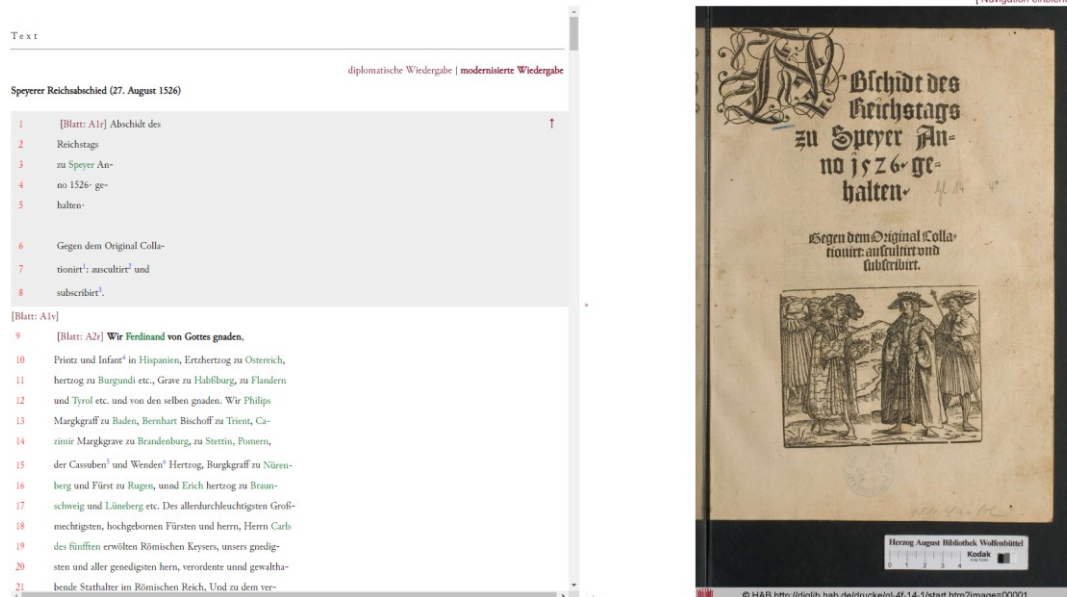 [Navigation einblend
Text
diplomatische Wiedergabe | modernisierte Wiedergabe
Speyerer Reichsabschied (27. August 1526)
1 [Blatt: A1r] Abschidt des ↑
2 Reichstags
3 zu Speyer An-
4 no 1526· ge-
5 halten·
6 Gegen dem Original Colla-
7 tionirt¹: auscultirt² und
8 subscribirt³.
[Blatt: A1v]
9 [Blatt: A2r] Wir Ferdinand von Gottes gnaden,
10 Printz und Infant⁴ in Hispanien, Ertzhertzog zu Ostereich,
11 hertzog zu Burgundi etc., Grave zu Habßburg, zu Flandern
12 und Tyrol etc. und von den selben gnaden. Wir Philips
13 Margkgraff zu Baden, Bernhart Bischoff zu Trient, Ca-
14 zimir Margkgrave zu Brandenburg, zu Stettin, Pomern,
15 der Cassuben⁵ und Wenden⁶ Hertzog, Burgkgraff zu Nüren-
16 berg und Fürst zu Rugen, unnd Erich hertzog zu Braun-
17 schweig und Lüneberg etc. Des allerdurchleuchtigsten Groß-
18 mechtigsten, hochgebornen Fürsten und herrn, Herrn Carls
19 des fünfften erwölten Römischen Keysers, unsers gnedig-
20 sten und aller genedigsten hern, verordente unnd gewaltha-
21 bende Stathalter im Römischen Reich, Und zu dem ver-
ABſchidt des
Reichſtags
zu Speyer An-
no 1526· ge-
halten·
Gegen dem Original Colla-
tionirt: auſcultirt vnd
ſubſcribirt.
Herzog August Bibliothek Wolfenbüttel
0 1 2 3 4
Kodak
© HAB http://diglib.hab.de/drucke/gl-4f-14-1/start.htm?image=00001